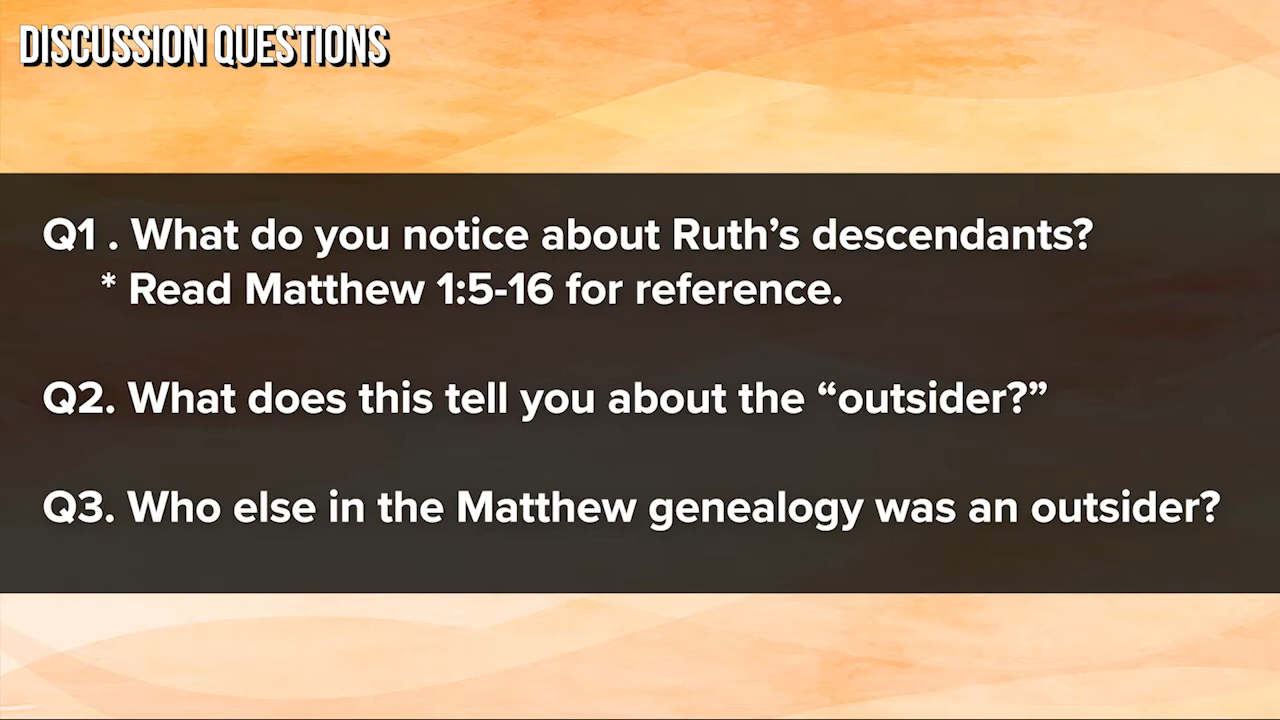 DISCUSSION QUESTIONS
Q1 . What do you notice about Ruth’s descendants?
* Read Matthew 1:5-16 for reference.
Q2. What does this tell you about the “outsider?”
Q3. Who else in the Matthew genealogy was an outsider?